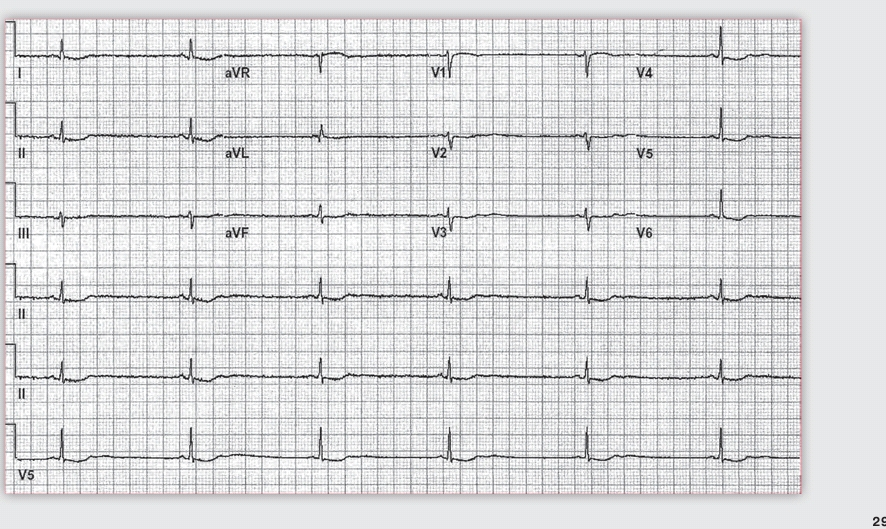 I aVR V1 V4
II aVL V2 V5
III aVF V3 V6
II
II
V5
29